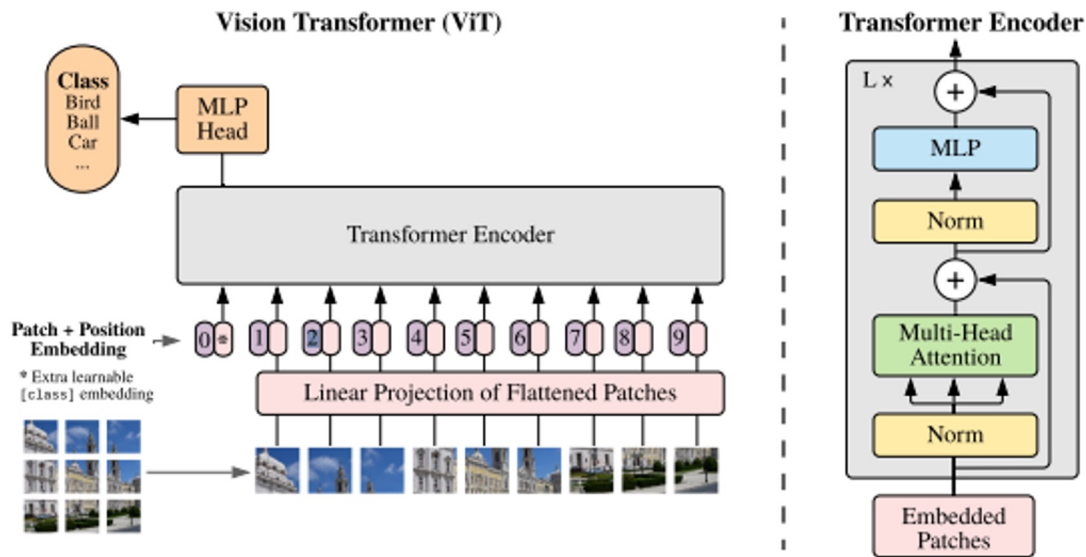 Vision Transformer (ViT)
Class
Bird
Ball
Car
...
MLP
Head
Transformer Encoder
Patch + Position
Embedding
0 * 1 2 3 4 5 6 7 8 9
* Extra learnable
[class] embedding
Linear Projection of Flattened Patches
Transformer Encoder
L ×
+
MLP
Norm
+
Multi-Head
Attention
Norm
Embedded
Patches